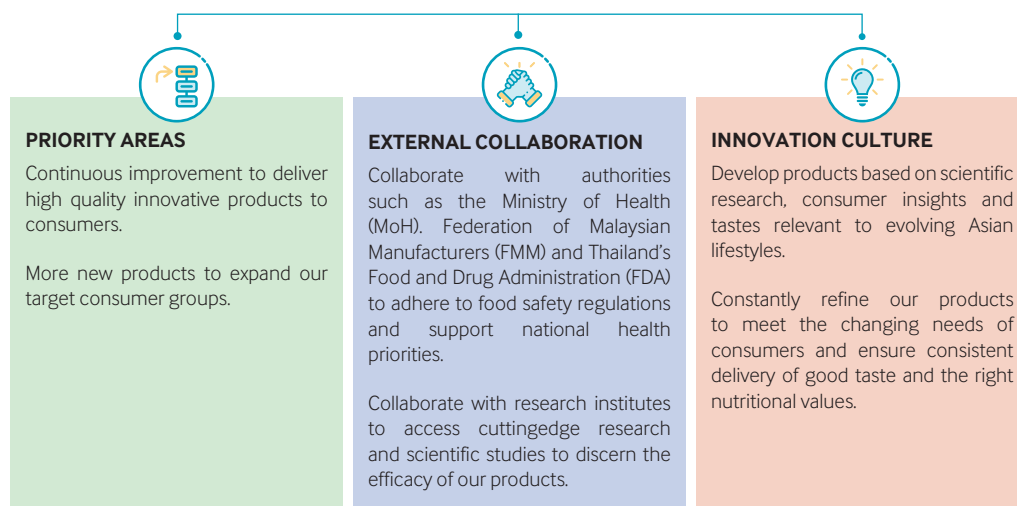 PRIORITY AREAS
Continuous improvement to deliver
high quality innovative products to
consumers.
More new products to expand our
target consumer groups.
EXTERNAL COLLABORATION
Collaborate with authorities
such as the Ministry of Health
(MoH). Federation of Malaysian
Manufacturers (FMM) and Thailand's
Food and Drug Administration (FDA)
to adhere to food safety regulations
and support national health
priorities.
Collaborate with research institutes
to access cuttingedge research
and scientific studies to discern the
efficacy of our products.
INNOVATION CULTURE
Develop products based on scientific
research, consumer insights and
tastes relevant to evolving Asian
lifestyles.
Constantly refine our products
to meet the changing needs of
consumers and ensure consistent
delivery of good taste and the right
nutritional values.